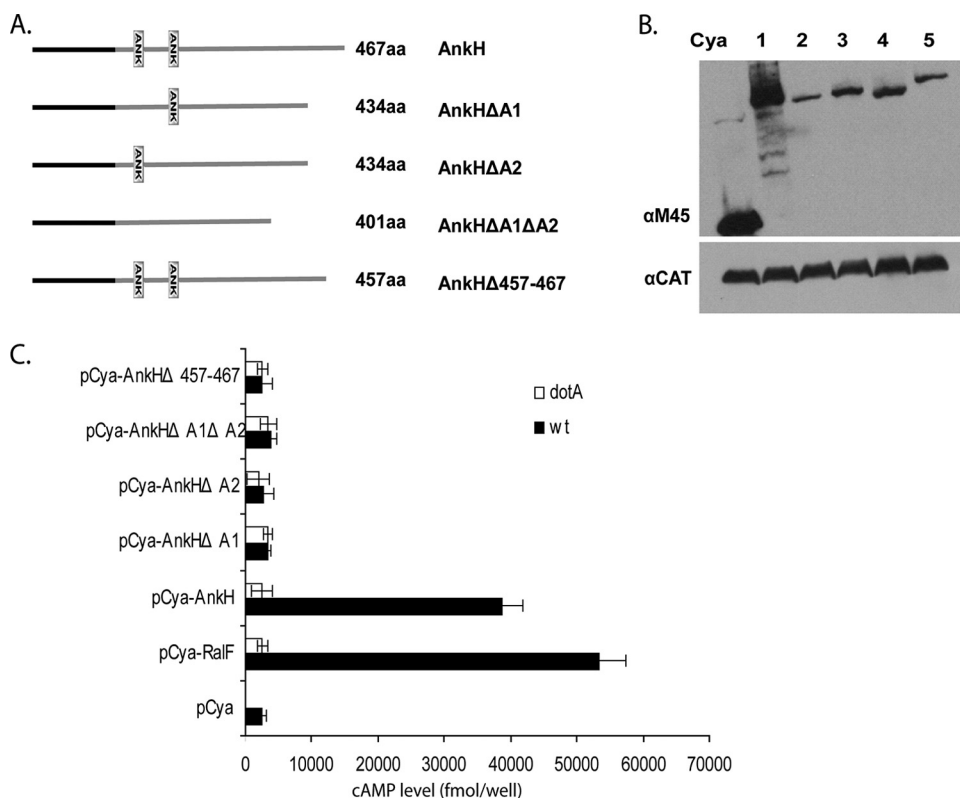 A.
ANK ANK 467aa AnkH
ANK 434aa AnkHΔA1
ANK 434aa AnkHΔA2
401aa AnkHΔA1ΔA2
ANK ANK 457aa AnkHΔ457-467
B.
Cya 1 2 3 4 5
αM45
αCAT
C.
pCya-AnkHΔ 457-467
pCya-AnkHΔ A1Δ A2
pCya-AnkHΔ A2
pCya-AnkHΔ A1
pCya-AnkH
pCya-RalF
pCya
dotA
wt
0 10000 20000 30000 40000 50000 60000 70000
cAMP level (fmol/well)